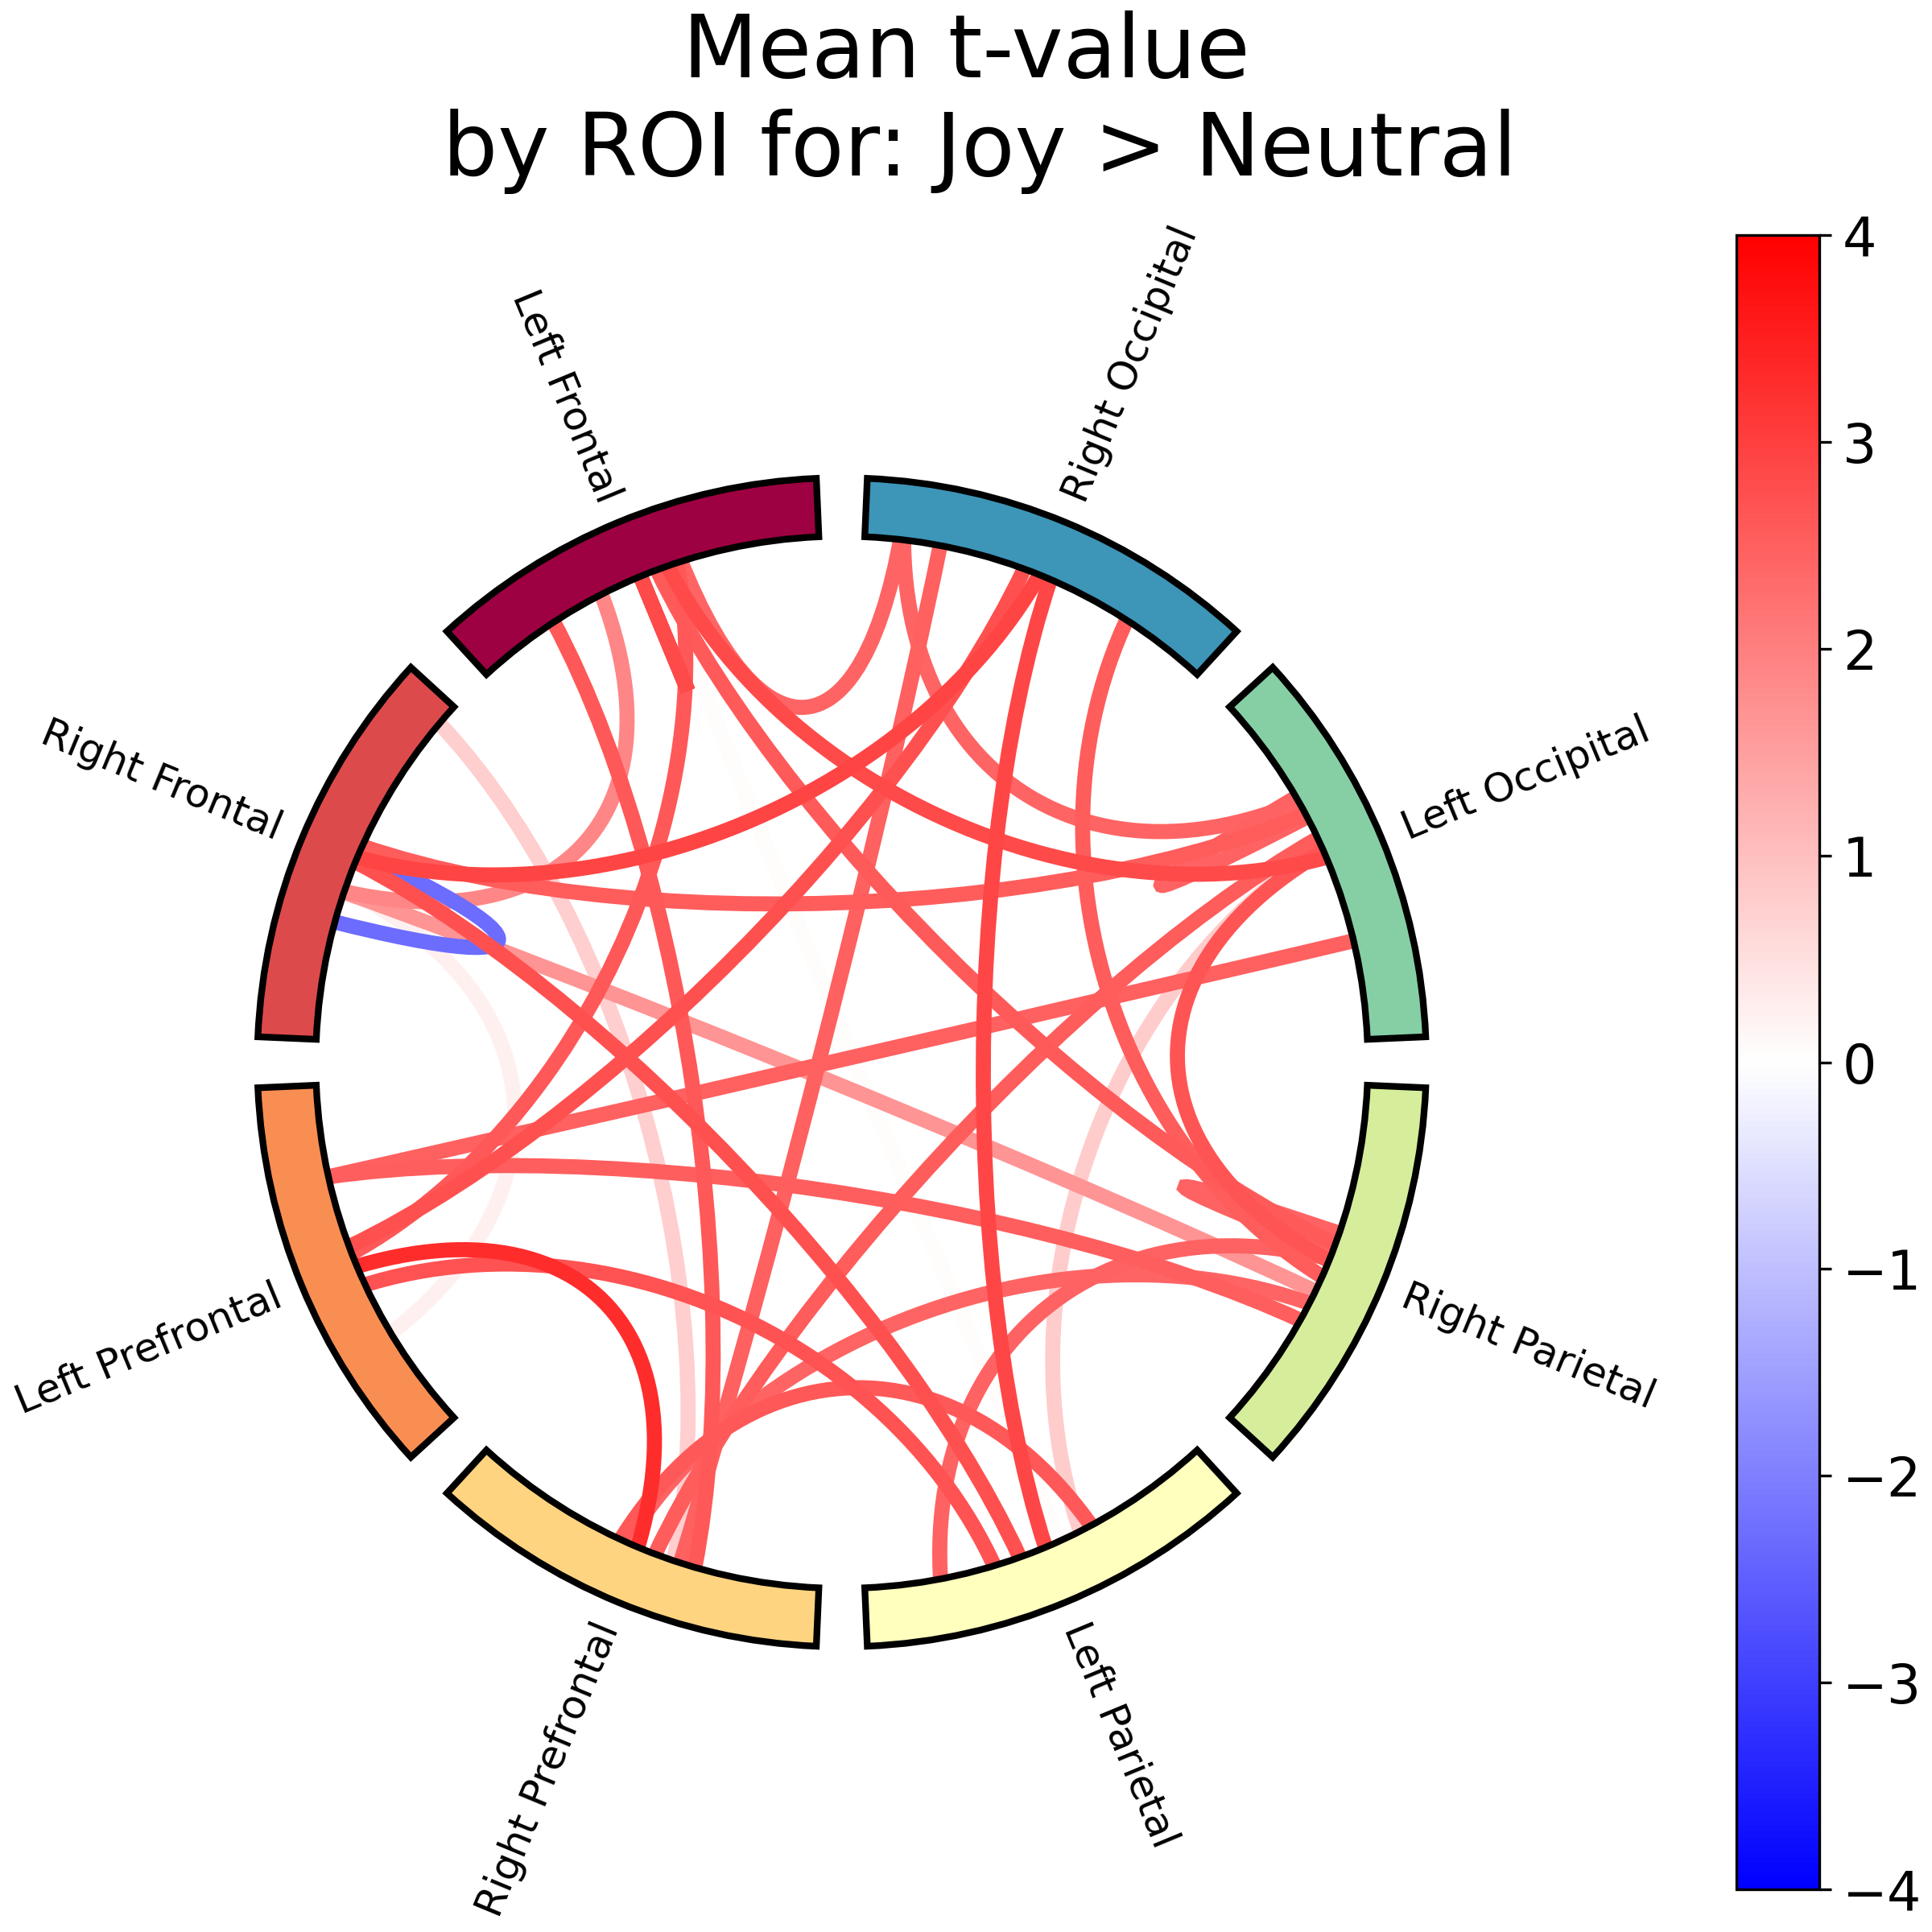 Mean t-value
by ROI for: Joy > Neutral
Left Frontal
Right Occipital
Right Frontal
Left Occipital
Left Prefrontal
Right Parietal
Right Prefrontal
Left Parietal
4
3
2
1
0
−1
−2
−3
−4